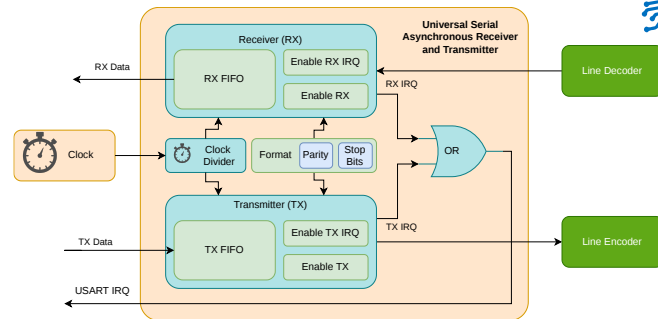 Universal Serial
Asynchronous Receiver
and Transmitter
Receiver (RX)
RX Data
RX FIFO
Enable RX IRQ
Enable RX
RX IRQ
Line Decoder
Clock
Clock
Divider
Format
Parity
Stop
Bits
OR
Transmitter (TX)
TX Data
TX FIFO
Enable TX IRQ
Enable TX
TX IRQ
Line Encoder
USART IRQ